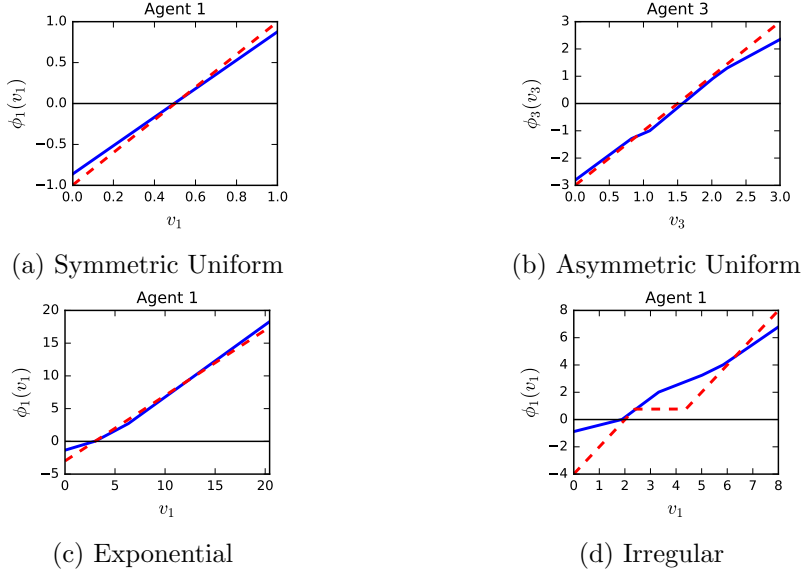 Agent 1
1.0
0.5
0.0
−0.5
−1.0
ϕ1(v1)
0.0 0.2 0.4 0.6 0.8 1.0
v1
(a) Symmetric Uniform
Agent 3
3
2
1
0
−1
−2
−3
ϕ3(v3)
0.0 0.5 1.0 1.5 2.0 2.5 3.0
v3
(b) Asymmetric Uniform
Agent 1
20
15
10
5
0
−5
ϕ1(v1)
0 5 10 15 20
v1
(c) Exponential
Agent 1
8
6
4
2
0
−2
−4
ϕ1(v1)
0 1 2 3 4 5 6 7 8
v1
(d) Irregular